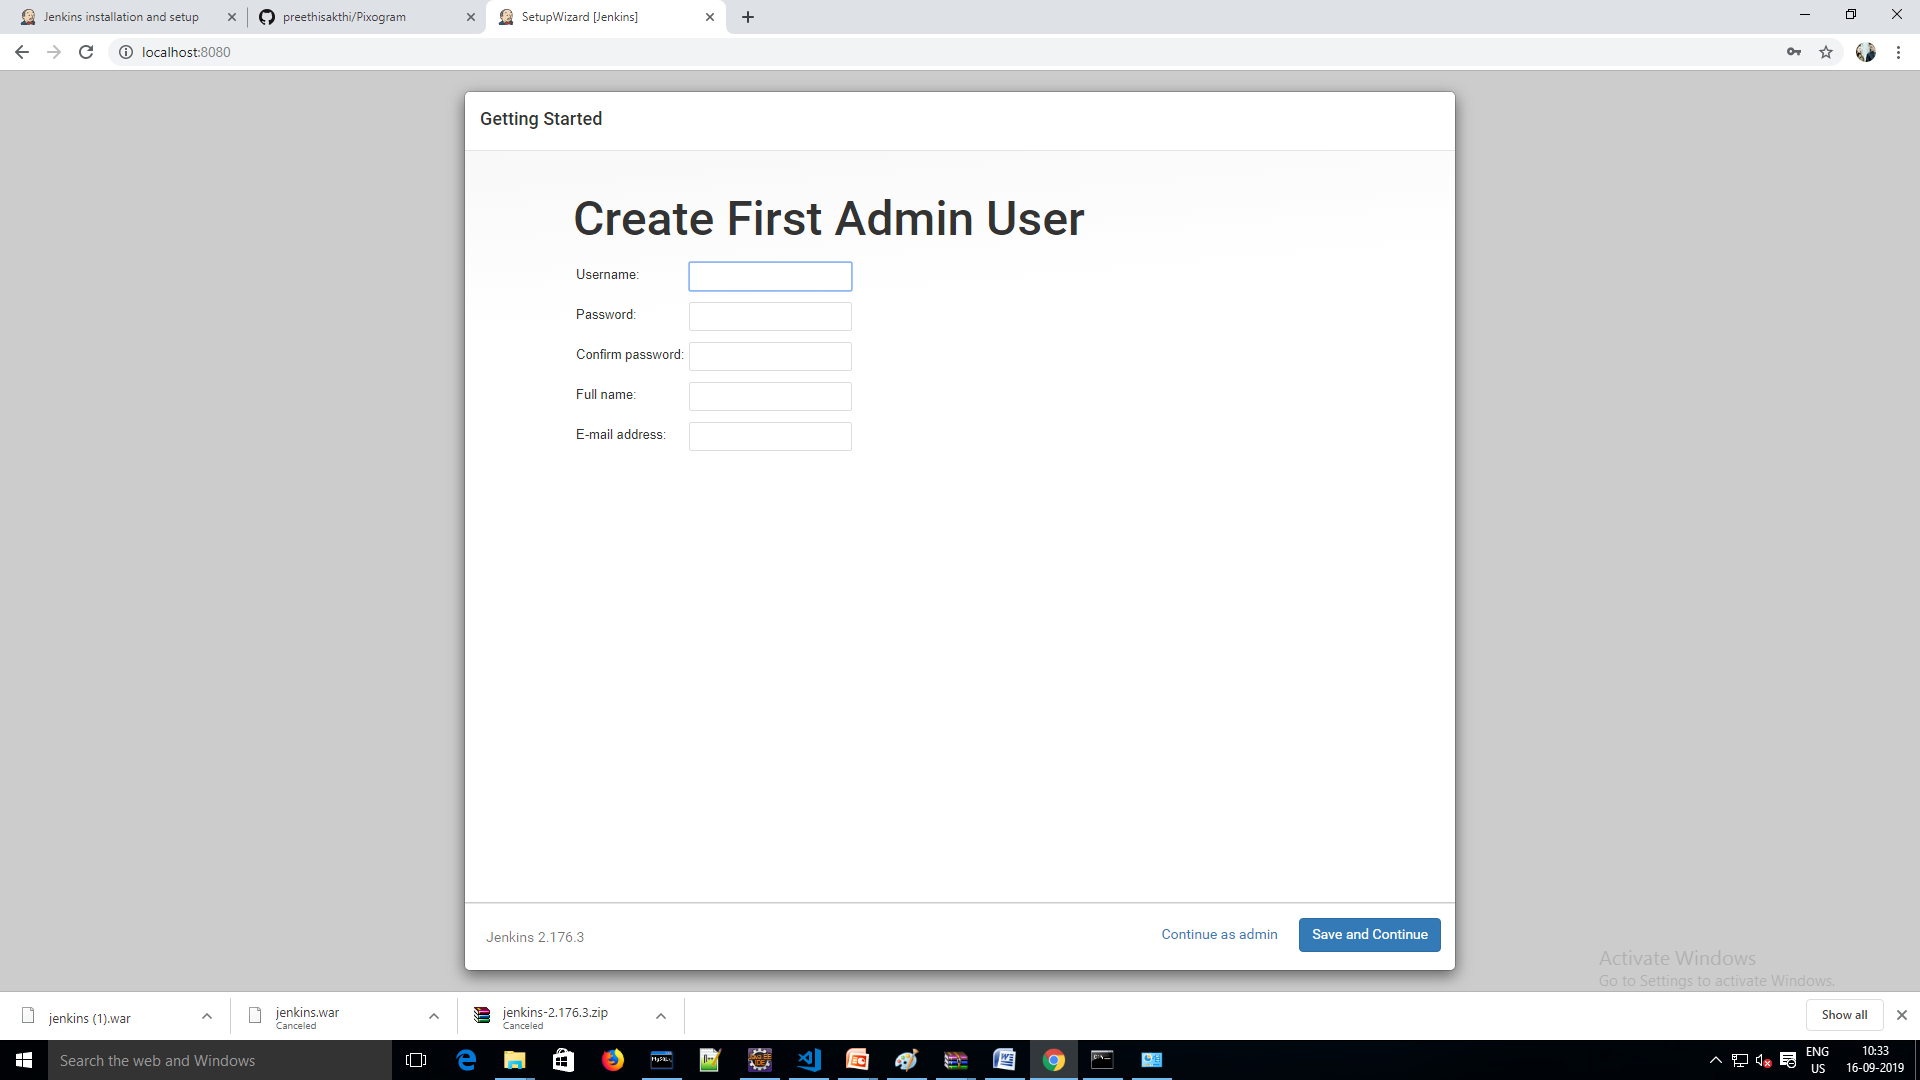 Jenkins installation and setup
preethisakthi/Pixogram
SetupWizard [Jenkins]
localhost:8080
Getting Started
Create First Admin User
Username:
Password:
Confirm password:
Full name:
E-mail address:
Jenkins 2.176.3
Continue as admin
Save and Continue
Activate Windows
Go to Settings to activate Windows.
jenkins (1).war
jenkins.war
Canceled
jenkins-2.176.3.zip
Canceled
Show all
Search the web and Windows
ENG
US
10:33
16-09-2019